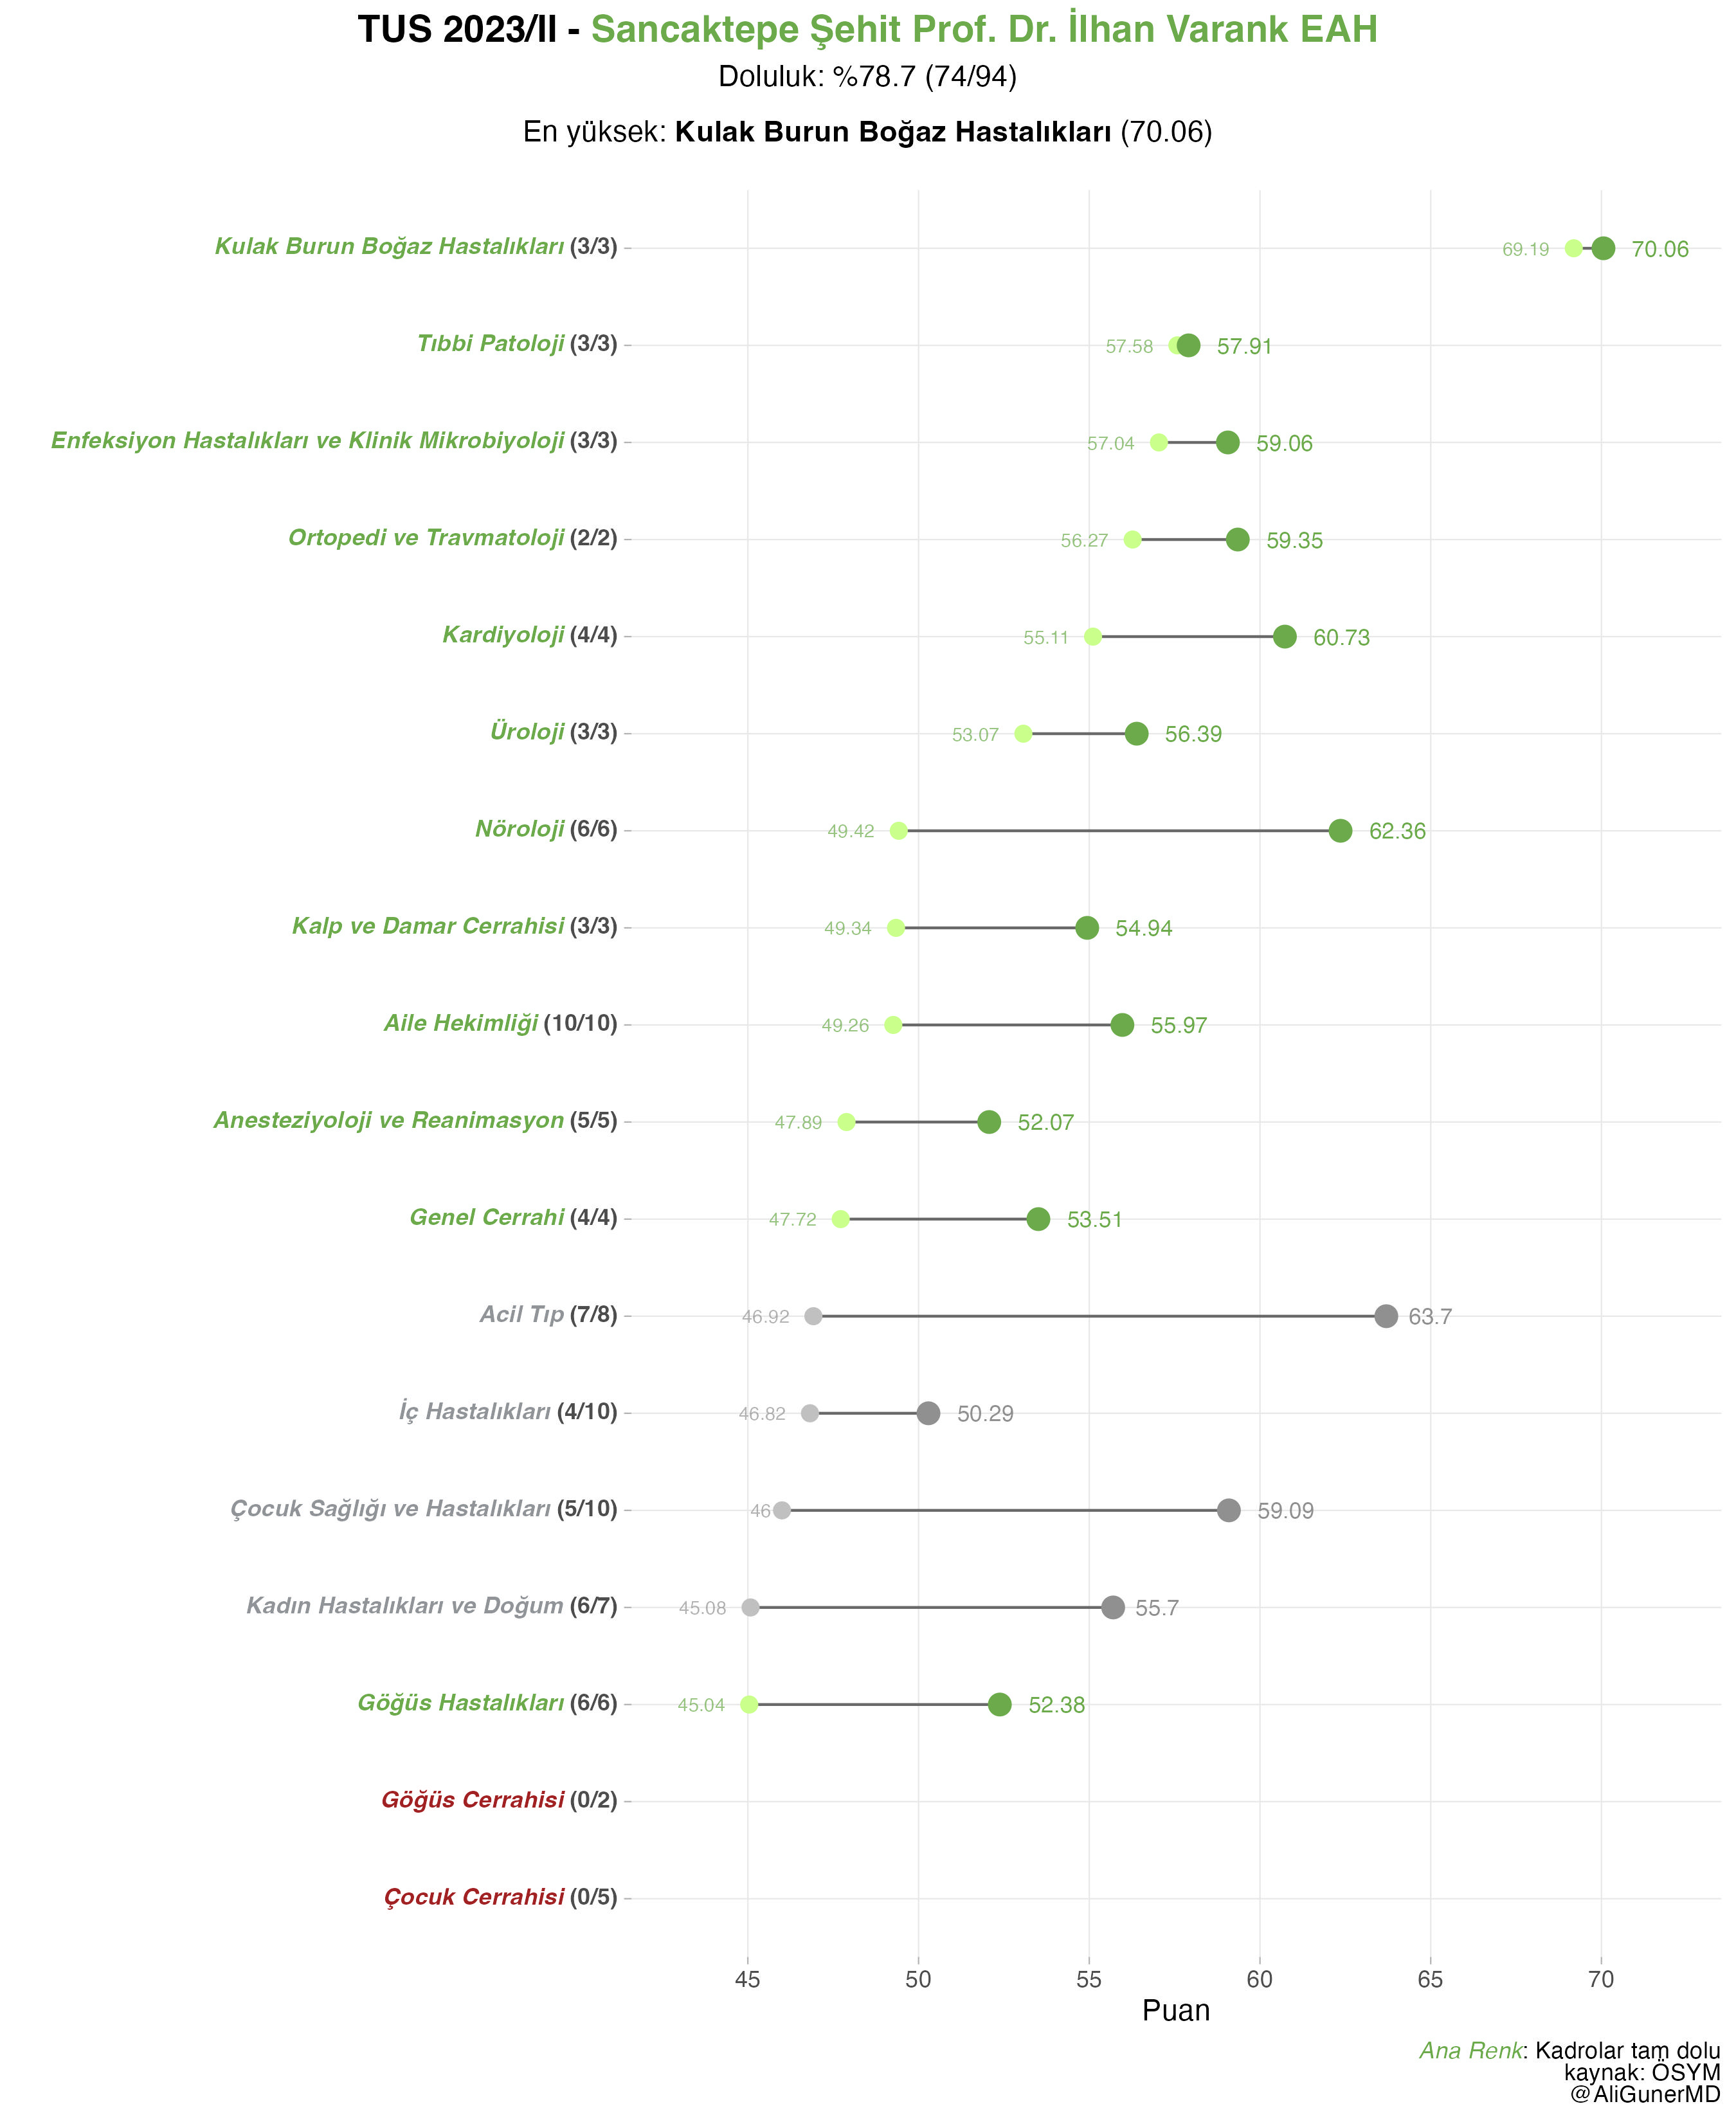 TUS 2023/II - Sancaktepe Şehit Prof. Dr. İlhan Varank EAH
Doluluk: %78.7 (74/94)
En yüksek: Kulak Burun Boğaz Hastalıkları (70.06)
Kulak Burun Boğaz Hastalıkları (3/3) 69.19 70.06
Tıbbi Patoloji (3/3) 57.58 57.91
Enfeksiyon Hastalıkları ve Klinik Mikrobiyoloji (3/3) 57.04 59.06
Ortopedi ve Travmatoloji (2/2) 56.27 59.35
Kardiyoloji (4/4) 55.11 60.73
Üroloji (3/3) 53.07 56.39
Nöroloji (6/6) 49.42 62.36
Kalp ve Damar Cerrahisi (3/3) 49.34 54.94
Aile Hekimliği (10/10) 49.26 55.97
Anesteziyoloji ve Reanimasyon (5/5) 47.89 52.07
Genel Cerrahi (4/4) 47.72 53.51
Acil Tıp (7/8) 46.92 63.7
İç Hastalıkları (4/10) 46.82 50.29
Çocuk Sağlığı ve Hastalıkları (5/10) 46 59.09
Kadın Hastalıkları ve Doğum (6/7) 45.08 55.7
Göğüs Hastalıkları (6/6) 45.04 52.38
Göğüs Cerrahisi (0/2)
Çocuk Cerrahisi (0/5)
45 50 55 60 65 70
Puan
Ana Renk: Kadrolar tam dolu
kaynak: ÖSYM
@AliGunerMD